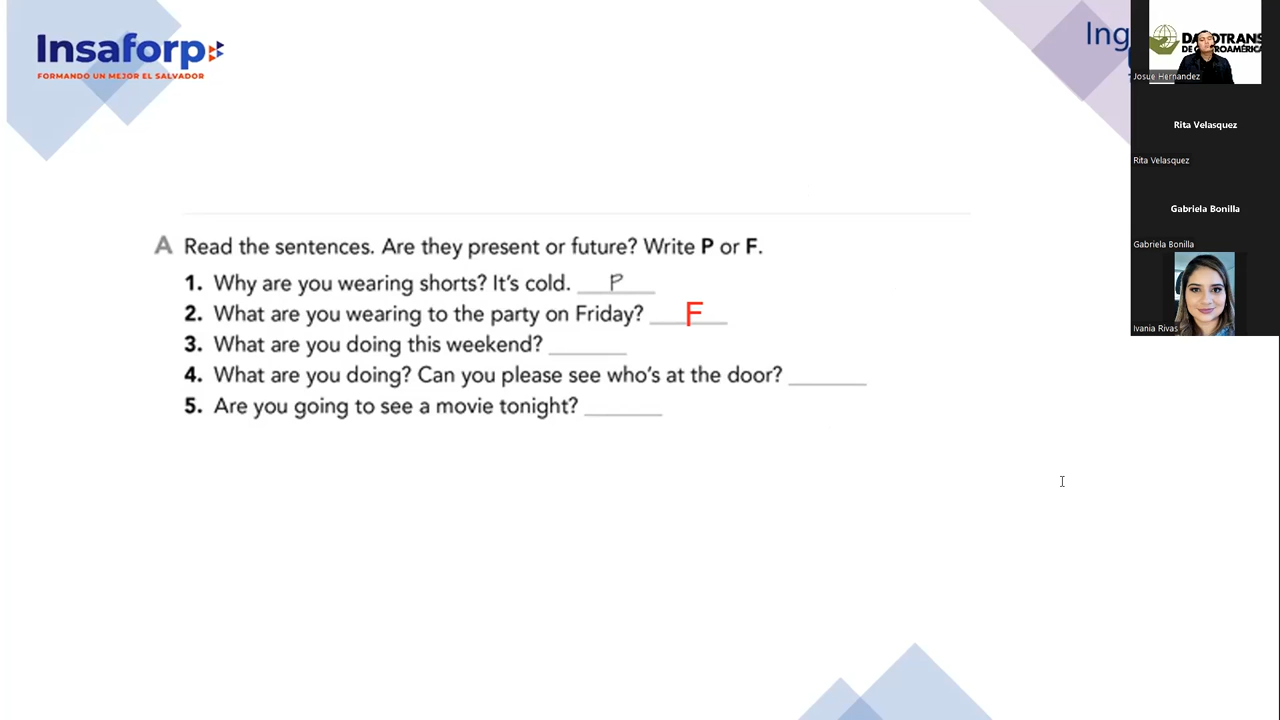 Insaforp
FORMANDO UN MEJOR EL SALVADOR
Ing
DE CENTROAMÉRICA
Josue Hernandez
Rita Velasquez
Rita Velasquez
Gabriela Bonilla
Gabriela Bonilla
Ivania Rivas
A Read the sentences. Are they present or future? Write P or F.
1. Why are you wearing shorts? It's cold. P
2. What are you wearing to the party on Friday? F
3. What are you doing this weekend?
4. What are you doing? Can you please see who's at the door?
5. Are you going to see a movie tonight?